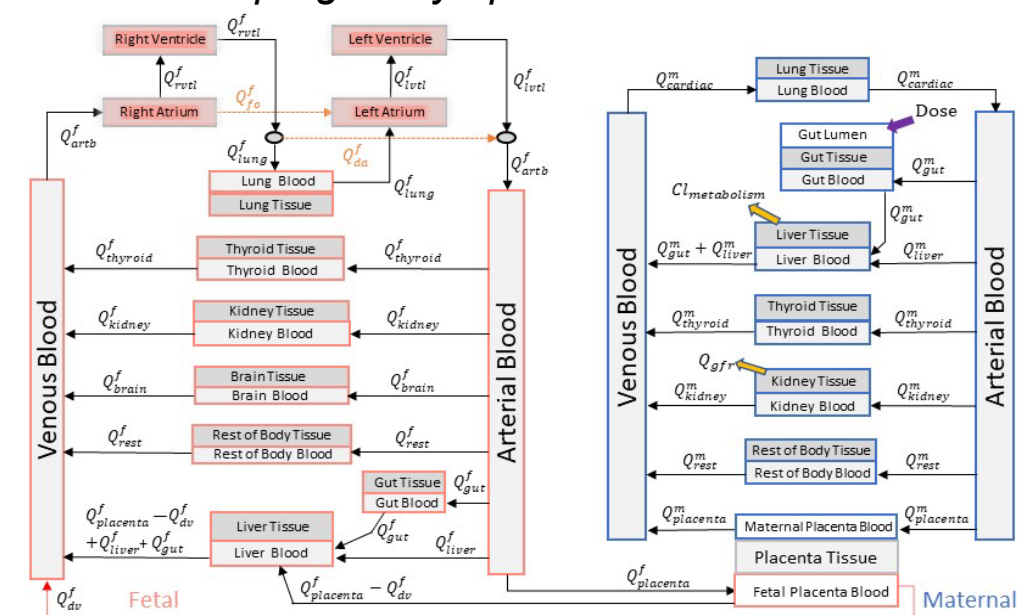 Right Ventricle
Q^f_rvtl
Left Ventricle
Q^f_rvtl
Q^f_lvtl
Q^f_lvtl
Right Atrium
Q^f_fo
Left Atrium
Q^f_artb
Q^f_lung
Q^f_da
Q^f_artb
Lung Blood
Q^f_lung
Lung Tissue
Venous Blood
Arterial Blood
Thyroid Tissue
Q^f_thyroid
Thyroid Blood
Q^f_thyroid
Kidney Tissue
Q^f_kidney
Kidney Blood
Q^f_kidney
Brain Tissue
Q^f_brain
Brain Blood
Q^f_brain
Rest of Body Tissue
Q^f_rest
Rest of Body Blood
Q^f_rest
Gut Tissue
Q^f_gut
Gut Blood
Q^f_placenta − Q^f_dv
+Q^f_liver + Q^f_gut
Liver Tissue
Q^f_gut
Liver Blood
Q^f_liver
Q^f_placenta − Q^f_dv
Q^f_placenta
Q^f_dv
Fetal
Lung Tissue
Q^m_cardiac
Lung Blood
Q^m_cardiac
Dose
Gut Lumen
Gut Tissue
Gut Blood
Q^m_gut
Cl_metabolism
Q^m_gut
Venous Blood
Arterial Blood
Liver Tissue
Q^m_gut + Q^m_liver
Liver Blood
Q^m_liver
Thyroid Tissue
Q^m_thyroid
Thyroid Blood
Q^m_thyroid
Q_gfr
Kidney Tissue
Q^m_kidney
Kidney Blood
Q^m_kidney
Rest of Body Tissue
Q^m_rest
Rest of Body Blood
Q^m_rest
Q^m_placenta
Maternal Placenta Blood
Q^m_placenta
Placenta Tissue
Fetal Placenta Blood
Maternal